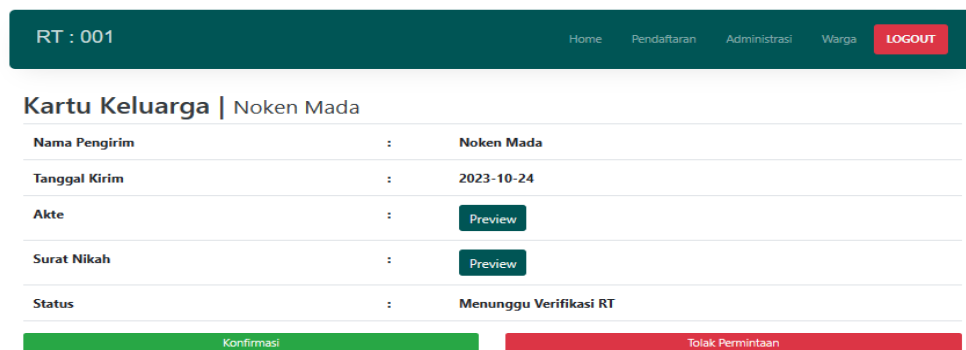 RT : 001 Home Pendaftaran Administrasi Warga LOGOUT
Kartu Keluarga | Noken Mada
Nama Pengirim : Noken Mada
Tanggal Kirim : 2023-10-24
Akte : Preview
Surat Nikah : Preview
Status : Menunggu Verifikasi RT
Konfirmasi Tolak Permintaan